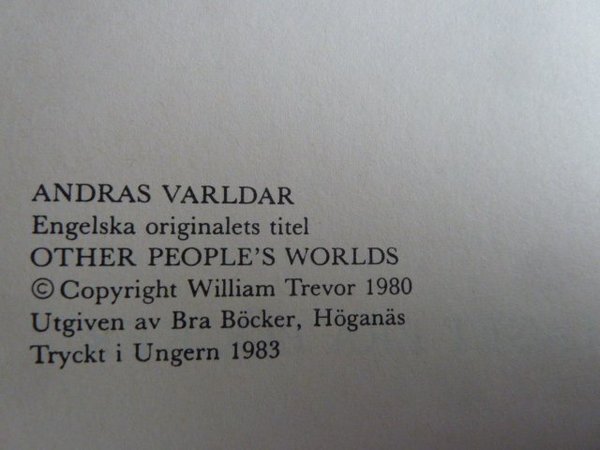 ANDRAS VARLDAR
Engelska originalets titel
OTHER PEOPLE'S WORLDS
© Copyright William Trevor 1980
Utgiven av Bra Böcker, Höganäs
Tryckt i Ungern 1983